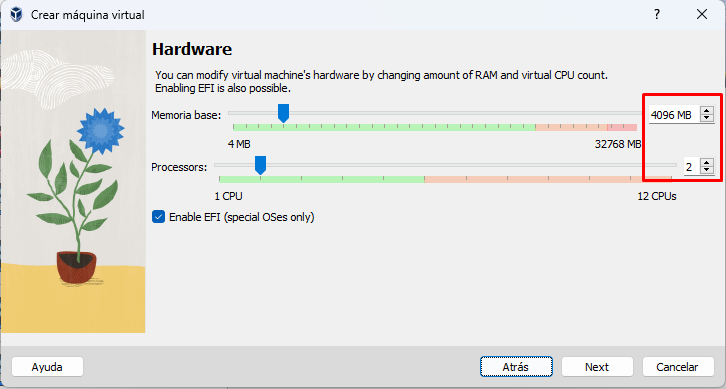 Crear máquina virtual
Hardware
You can modify virtual machine's hardware by changing amount of RAM and virtual CPU count.
Enabling EFI is also possible.
Memoria base:
4096 MB
4 MB
32768 MB
Processors:
2
1 CPU
12 CPUs
Enable EFI (special OSes only)
Ayuda
Atrás
Next
Cancelar